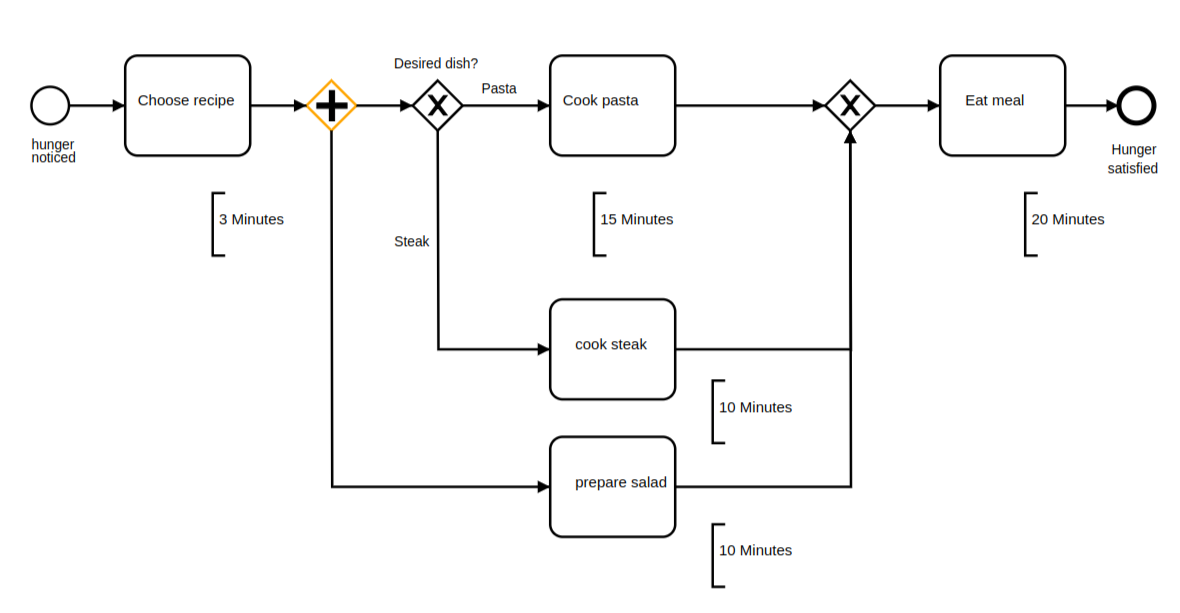 Desired dish?
Pasta
Choose recipe
X
Cook pasta
X
Eat meal
hunger
noticed
Hunger
satisfied
3 Minutes
15 Minutes
20 Minutes
Steak
cook steak
10 Minutes
prepare salad
10 Minutes